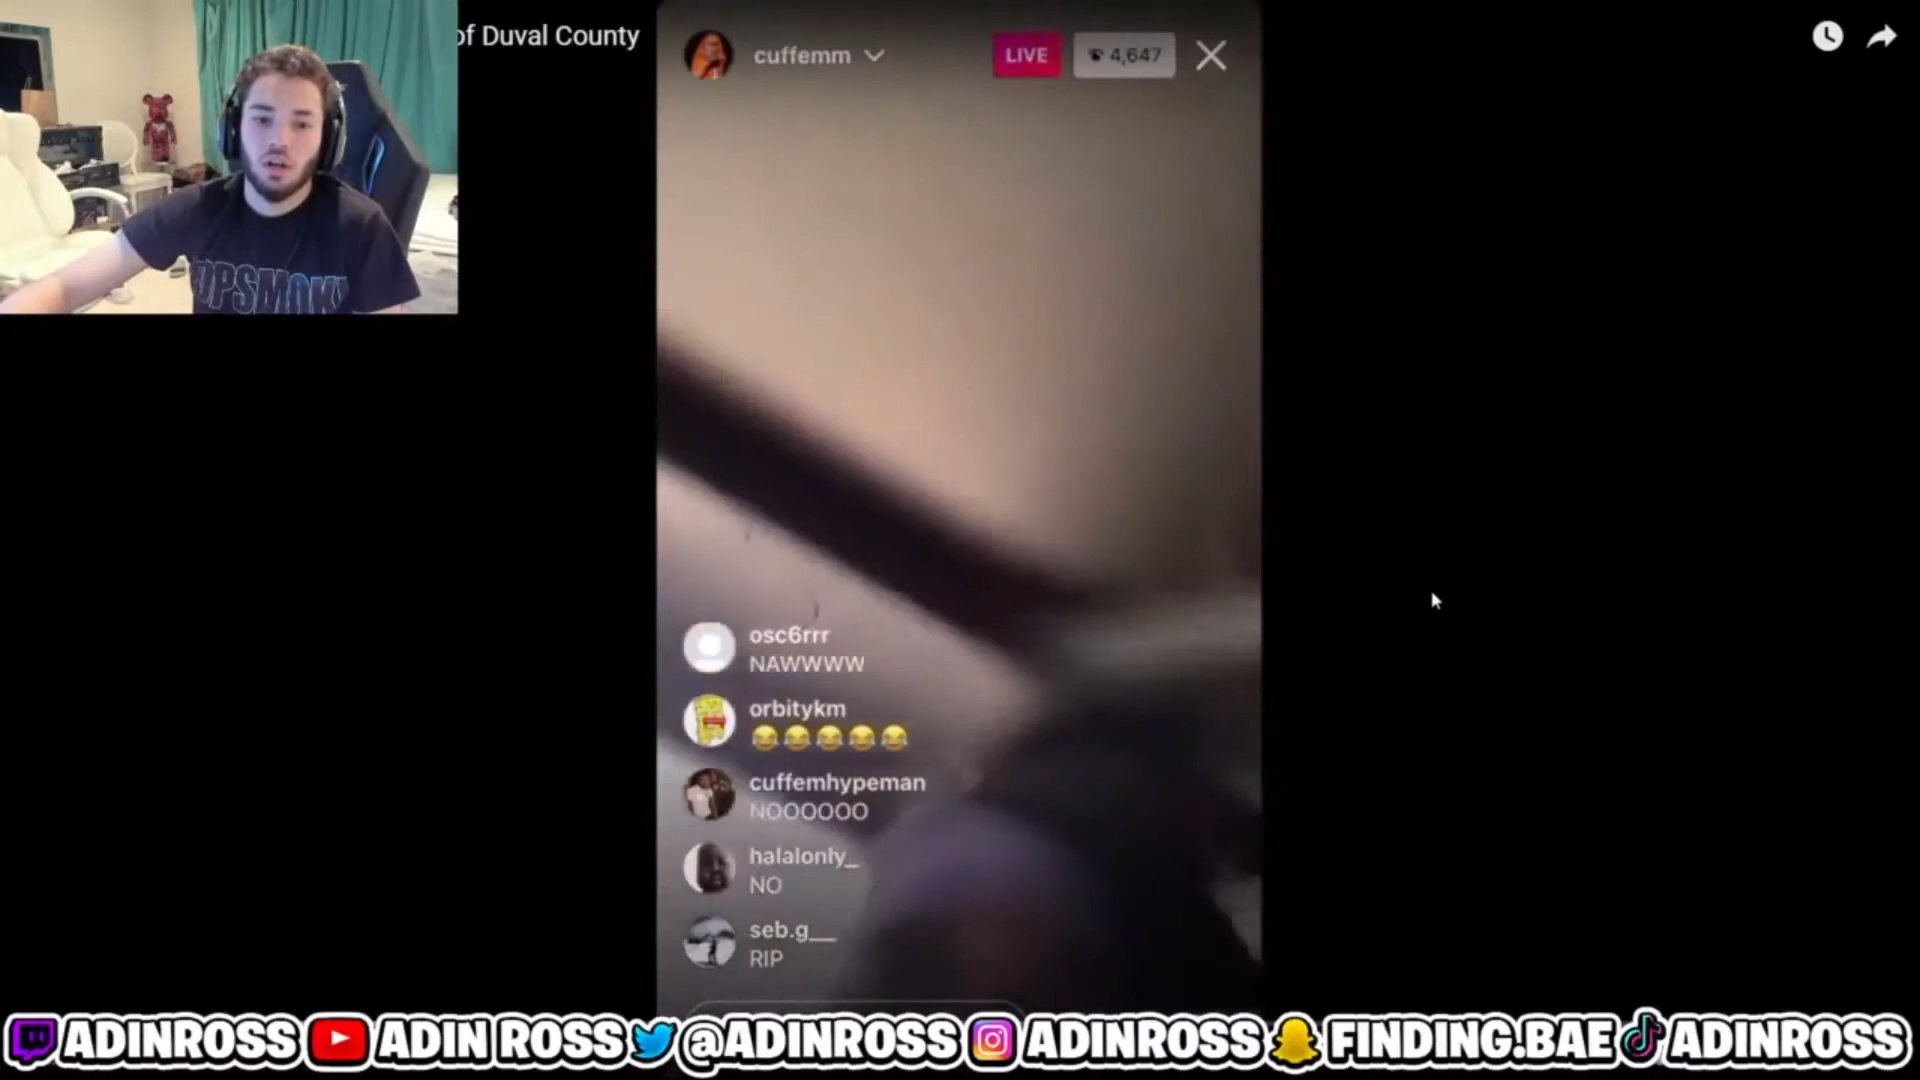 of Duval County
cuffemm
LIVE
4,647
OPSMOK
osc6rrr
NAWWWW
orbitykm
😂😂😂😂😂
cuffemhypeman
NOOOOOO
halalonly_
NO
seb.g__
RIP
ADINROSS ADIN ROSS @ADINROSS ADINROSS FINDING.BAE ADINROSS